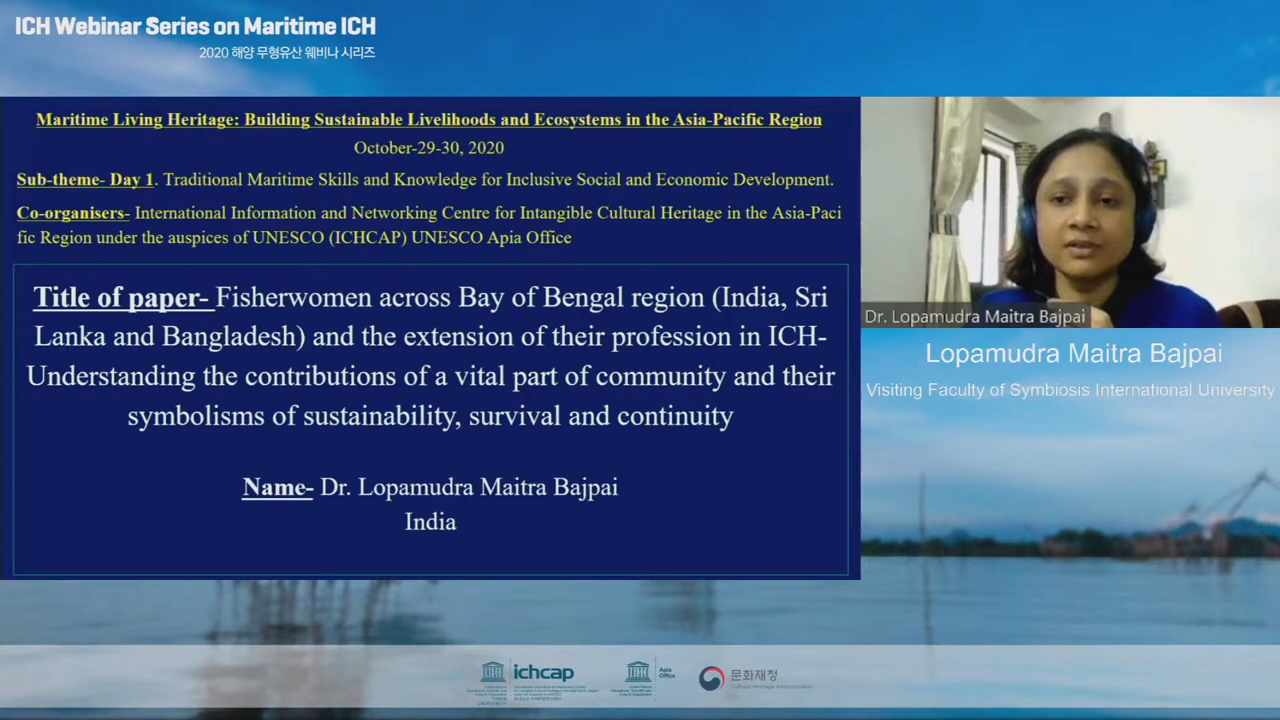 ICH Webinar Series on Maritime ICH
2020 해양 무형유산 웨비나 시리즈
Maritime Living Heritage: Building Sustainable Livelihoods and Ecosystems in the Asia-Pacific Region
October-29-30, 2020
Sub-theme- Day 1. Traditional Maritime Skills and Knowledge for Inclusive Social and Economic Development.
Co-organisers- International Information and Networking Centre for Intangible Cultural Heritage in the Asia-Paci
fic Region under the auspices of UNESCO (ICHCAP) UNESCO Apia Office
Title of paper- Fisherwomen across Bay of Bengal region (India, Sri
Lanka and Bangladesh) and the extension of their profession in ICH-
Understanding the contributions of a vital part of community and their
symbolisms of sustainability, survival and continuity
Name- Dr. Lopamudra Maitra Bajpai
India
Dr. Lopamudra Maitra Bajpai
Lopamudra Maitra Bajpai
Visiting Faculty of Symbiosis International University
ichcap
Apia
Office
문화재청
Cultural Heritage Administration